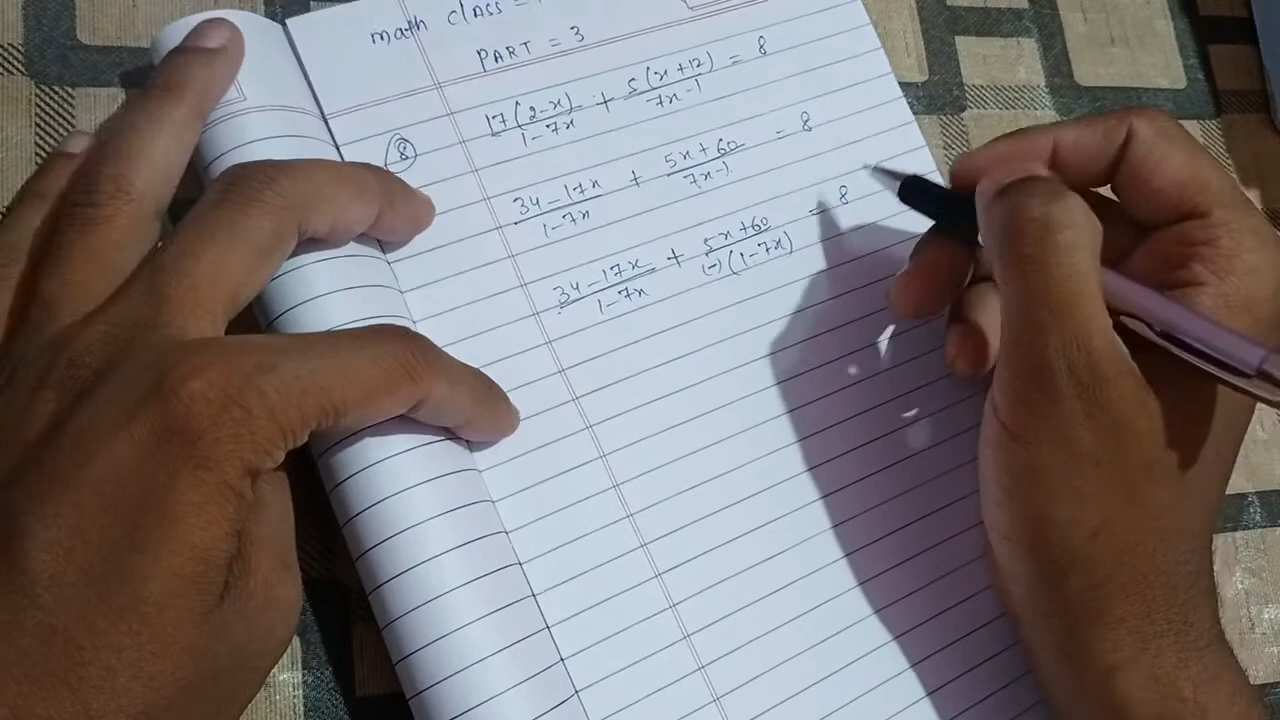 math class =
PART = 3
⑧ 17(2-x)/1-7x + 5(x+12)/7x-1 = 8
34-17x/1-7x + 5x+60/7x-1 = 8
34-17x/1-7x + 5x+60/(-)(1-7x) = 8